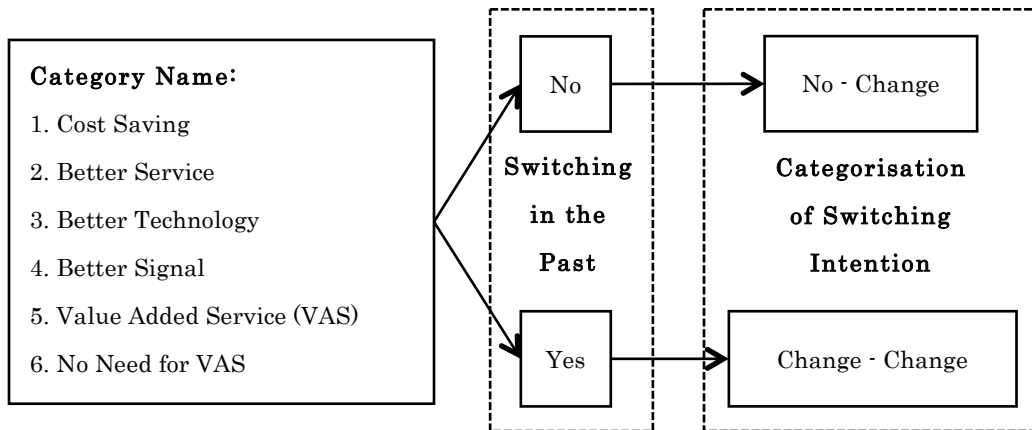 Category Name:
1. Cost Saving
2. Better Service
3. Better Technology
4. Better Signal
5. Value Added Service (VAS)
6. No Need for VAS
No
Switching
in the
Past
Yes
No - Change
Categorisation
of Switching
Intention
Change - Change